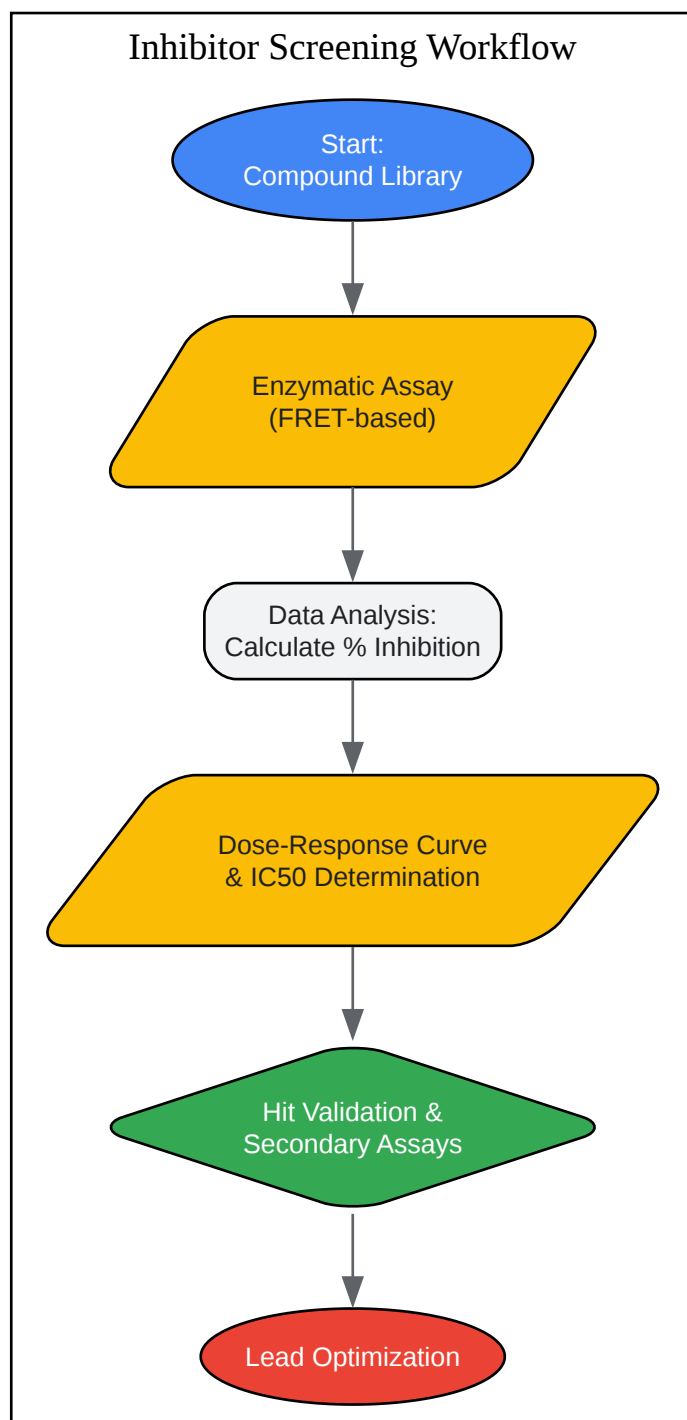 Inhibitor Screening Workflow
Start:
Compound Library
Enzymatic Assay
(FRET-based)
Data Analysis:
Calculate % Inhibition
Dose-Response Curve
& IC50 Determination
Hit Validation &
Secondary Assays
Lead Optimization